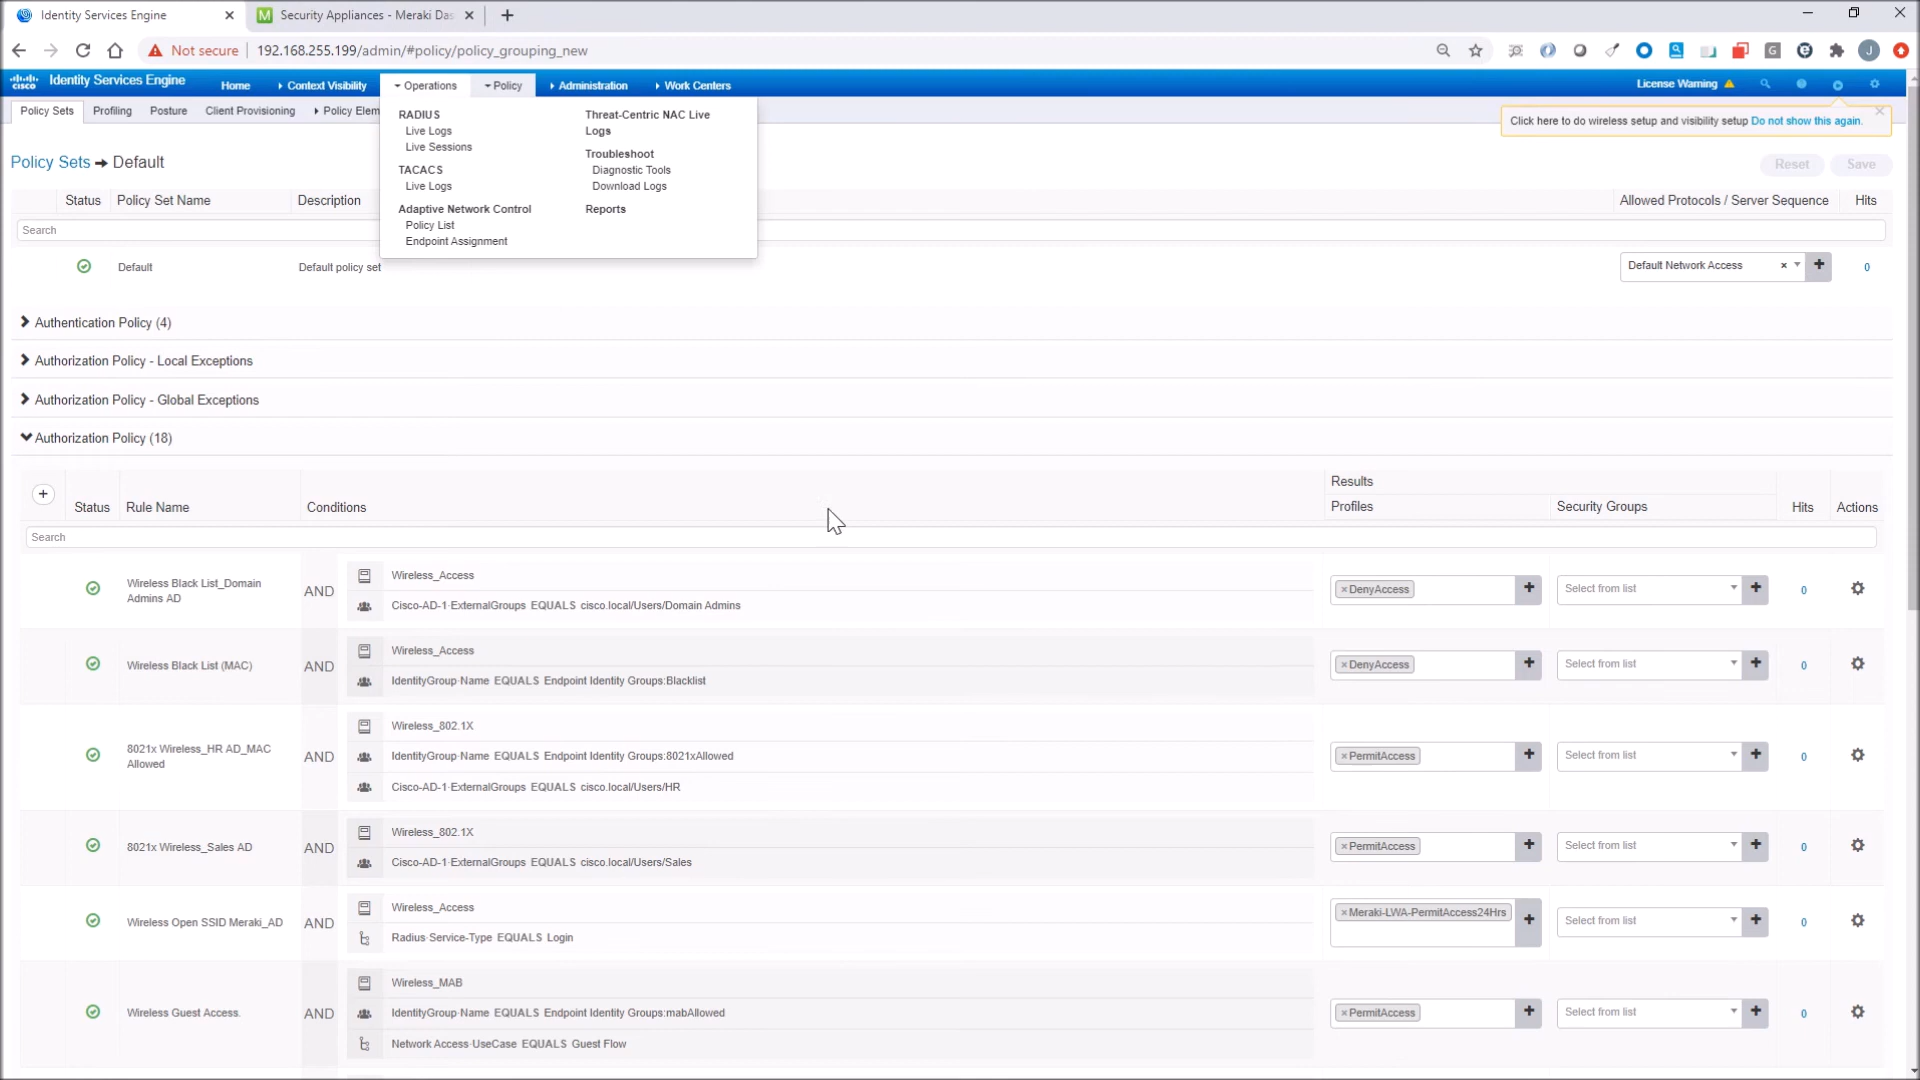 Identity Services Engine
Security Appliances - Meraki Das
Not secure
192.168.255.199/admin/#policy/policy_grouping_new
cisco
Identity Services Engine
Home
Context Visibility
Operations
Policy
Administration
Work Centers
License Warning
Policy Sets
Profiling
Posture
Client Provisioning
Policy Elem
Click here to do wireless setup and visibility setup Do not show this again.
RADIUS
Live Logs
Live Sessions
TACACS
Live Logs
Adaptive Network Control
Policy List
Endpoint Assignment
Threat-Centric NAC Live
Logs
Troubleshoot
Diagnostic Tools
Download Logs
Reports
Policy Sets → Default
Reset
Save
Status
Policy Set Name
Description
Allowed Protocols / Server Sequence
Hits
Search
Default
Default policy set
Default Network Access
0
Authentication Policy (4)
Authorization Policy - Local Exceptions
Authorization Policy - Global Exceptions
Authorization Policy (18)
Results
Status
Rule Name
Conditions
Profiles
Security Groups
Hits
Actions
Search
Wireless Black List_Domain
Admins AD
AND
Wireless_Access
Cisco-AD-1·ExternalGroups EQUALS cisco.local/Users/Domain Admins
×DenyAccess
Select from list
0
Wireless Black List (MAC)
AND
Wireless_Access
IdentityGroup·Name EQUALS Endpoint Identity Groups:Blacklist
×DenyAccess
Select from list
0
8021x Wireless_HR AD_MAC
Allowed
AND
Wireless_802.1X
IdentityGroup·Name EQUALS Endpoint Identity Groups:8021xAllowed
Cisco-AD-1·ExternalGroups EQUALS cisco.local/Users/HR
×PermitAccess
Select from list
0
8021x Wireless_Sales AD
AND
Wireless_802.1X
Cisco-AD-1·ExternalGroups EQUALS cisco.local/Users/Sales
×PermitAccess
Select from list
0
Wireless Open SSID Meraki_AD
AND
Wireless_Access
Radius·Service-Type EQUALS Login
×Meraki-LWA-PermitAccess24Hrs
Select from list
0
Wireless Guest Access.
AND
Wireless_MAB
IdentityGroup·Name EQUALS Endpoint Identity Groups:mabAllowed
Network Access·UseCase EQUALS Guest Flow
×PermitAccess
Select from list
0